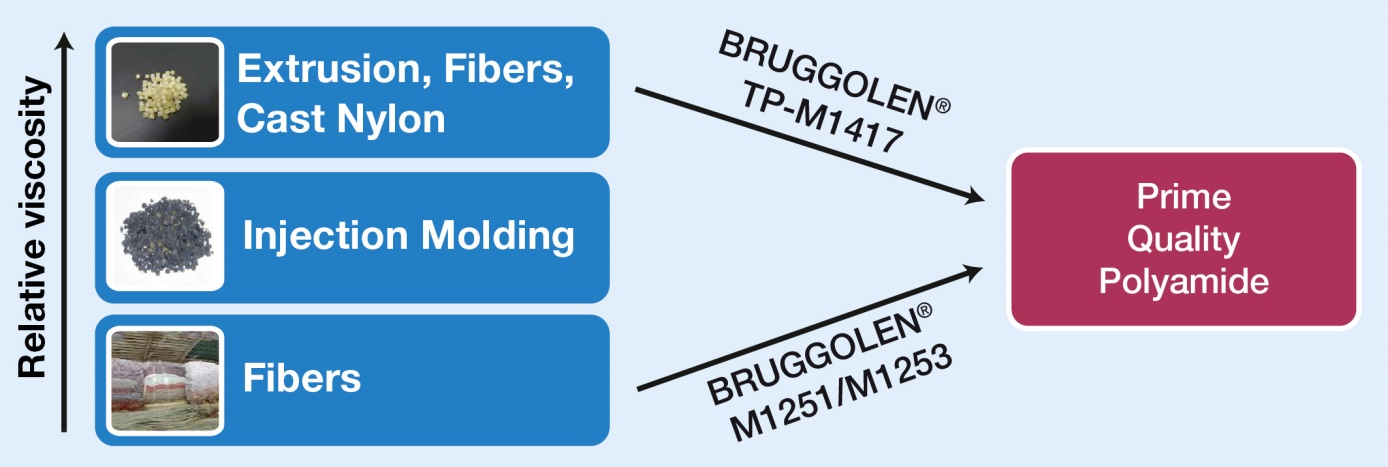 Relative viscosity
Extrusion, Fibers,
Cast Nylon
Injection Molding
Fibers
BRUGGOLEN®
TP-M1417
BRUGGOLEN®
M1251/M1253
Prime
Quality
Polyamide